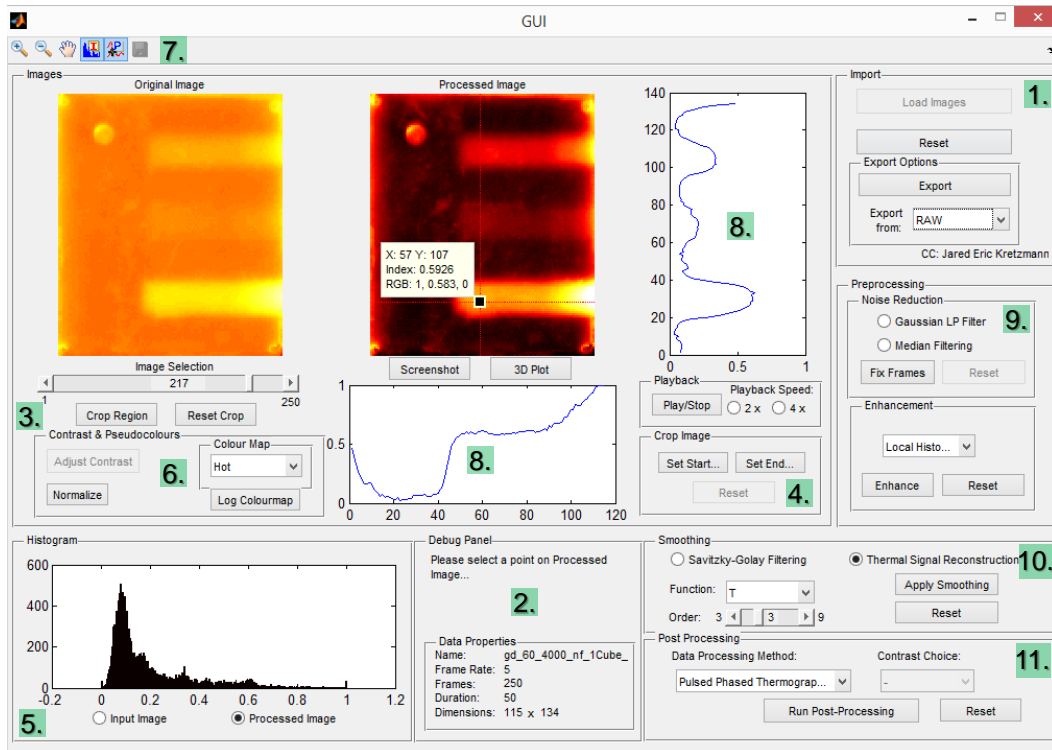 GUI
7.
Images
Original Image
Processed Image
X: 57 Y: 107
Index: 0.5926
RGB: 1, 0.583, 0
Image Selection
217
1
250
3.
Crop Region
Reset Crop
Contrast & Pseudocolours
Adjust Contrast
Normalize
6.
Colour Map
Hot
Log Colourmap
Screenshot
3D Plot
1
0.5
0
0 20 40 60 80 100 120
8.
140
120
100
80
60
40
20
0
0 0.5 1
8.
Playback
Play/Stop
Playback Speed:
2 x
4 x
Crop Image
Set Start...
Set End...
Reset
4.
Import
1.
Load Images
Reset
Export Options
Export
Export
from:
RAW
CC: Jared Eric Kretzmann
Preprocessing
Noise Reduction
Gaussian LP Filter
9.
Median Filtering
Fix Frames
Reset
Enhancement
Local Histo...
Enhance
Reset
Histogram
600
400
200
0
-0.2 0 0.2 0.4 0.6 0.8 1 1.2
5.
Input Image
Processed Image
Debug Panel
Please select a point on Processed
Image...
2.
Data Properties
Name: gd_60_4000_nf_1Cube_
Frame Rate: 5
Frames: 250
Duration: 50
Dimensions: 115 x 134
Smoothing
Savitzky-Golay Filtering
Thermal Signal Reconstruction
10.
Function:
T
Apply Smoothing
Order: 3 3 9
Reset
Post Processing
Data Processing Method:
Contrast Choice:
11.
Pulsed Phased Thermograp...
-
Run Post-Processing
Reset